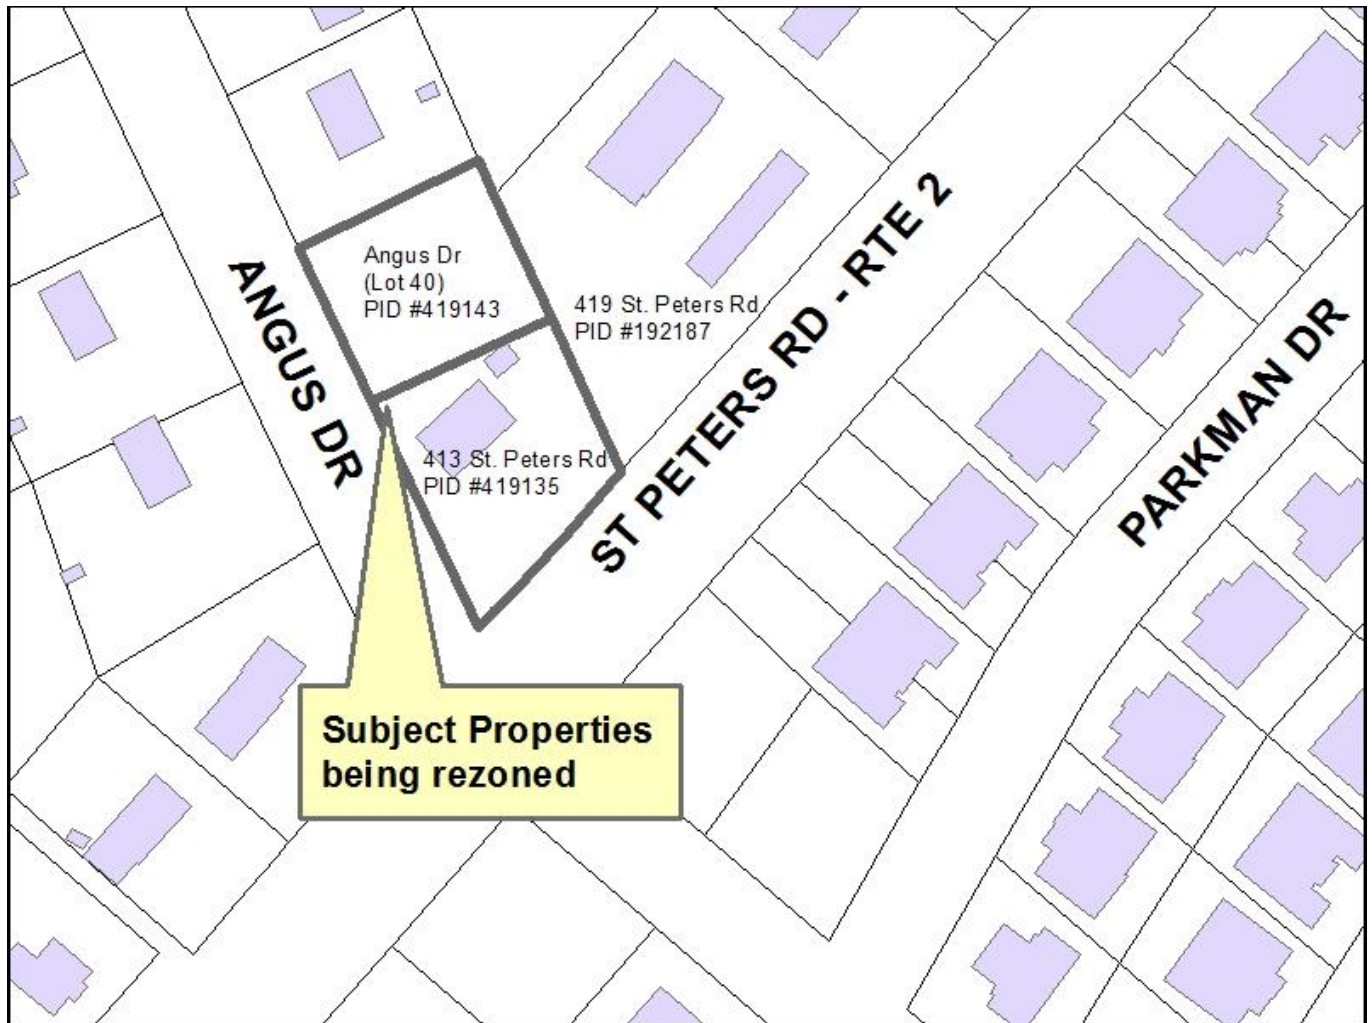 Angus Dr
(Lot 40)
PID #419143
419 St. Peters Rd
PID #192187
413 St. Peters Rd
PID #419135
ANGUS DR
ST PETERS RD - RTE 2
PARKMAN DR
Subject Properties
being rezoned